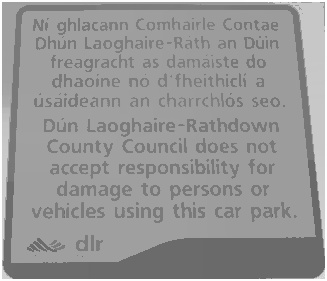 Ní ghlacann Comhairle Contae
Dhún Laoghaire-Rath an Dúin
freagracht as damáiste do
dhaoine no d'fheithiclí a
úsáideann an charrchlós seo.
Dún Laoghaire-Rathdown
County Council does not
accept responsibility for
damage to persons or
vehicles using this car park.
dlr